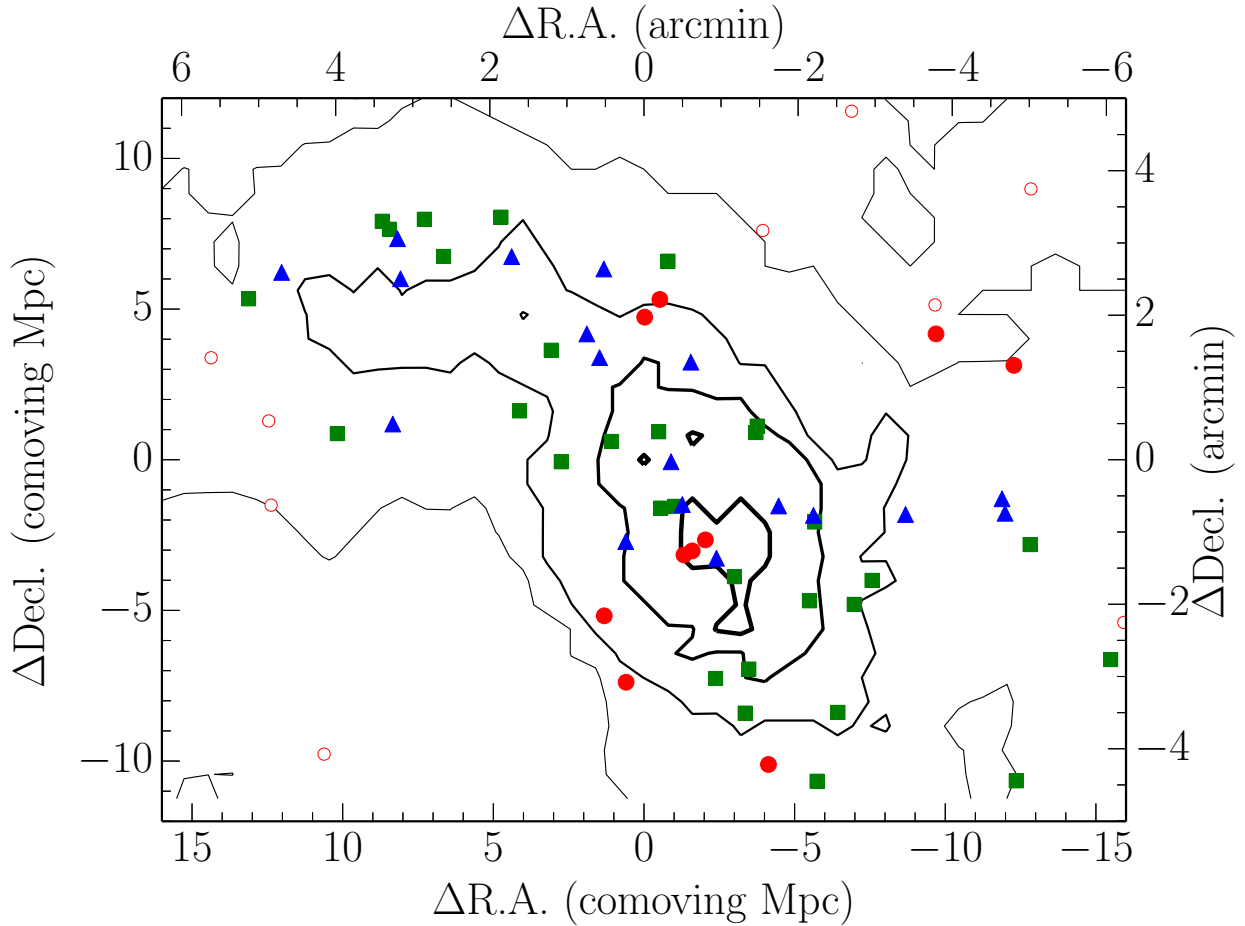 ΔR.A. (arcmin)
6 4 2 0 −2 −4 −6
10
5
0
−5
−10
ΔDecl. (comoving Mpc)
4
2
0
−2
−4
ΔDecl. (arcmin)
15 10 5 0 −5 −10 −15
ΔR.A. (comoving Mpc)